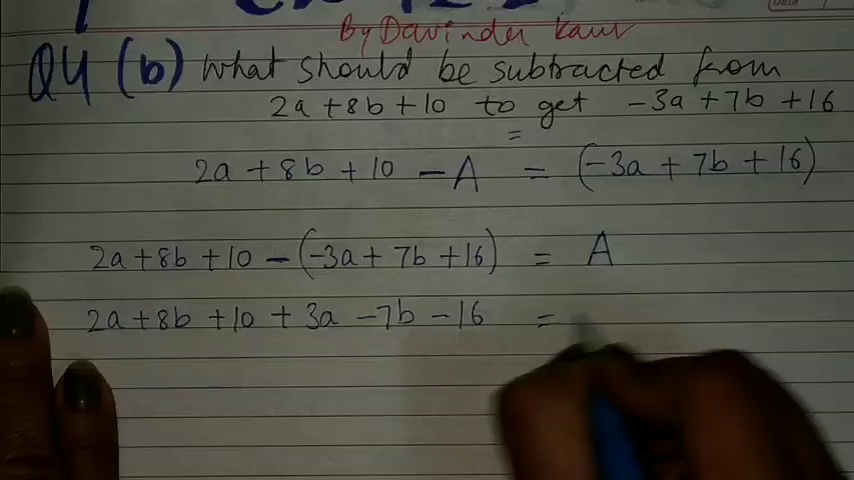 By Davinder Kaur
Q4 (b) What should be subtracted from
2a + 8b + 10 to get -3a + 7b + 16
=
2a + 8b + 10 - A = (-3a + 7b + 16)
2a + 8b + 10 - (-3a + 7b + 16) = A
2a + 8b + 10 + 3a - 7b - 16 =